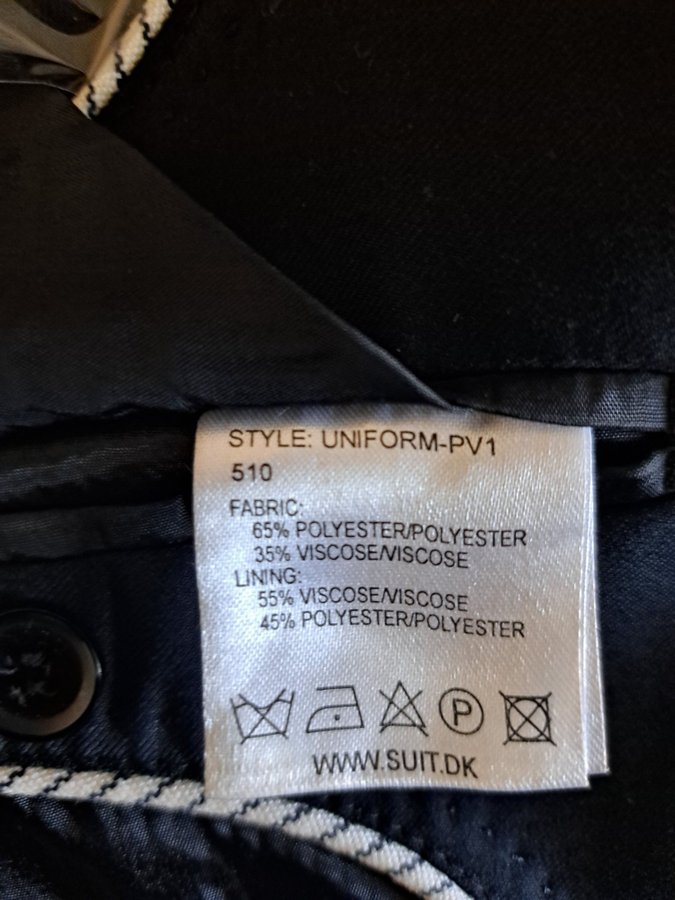 STYLE: UNIFORM-PV1
510
FABRIC:
65% POLYESTER/POLYESTER
35% VISCOSE/VISCOSE
LINING:
55% VISCOSE/VISCOSE
45% POLYESTER/POLYESTER
P
WWW.SUIT.DK